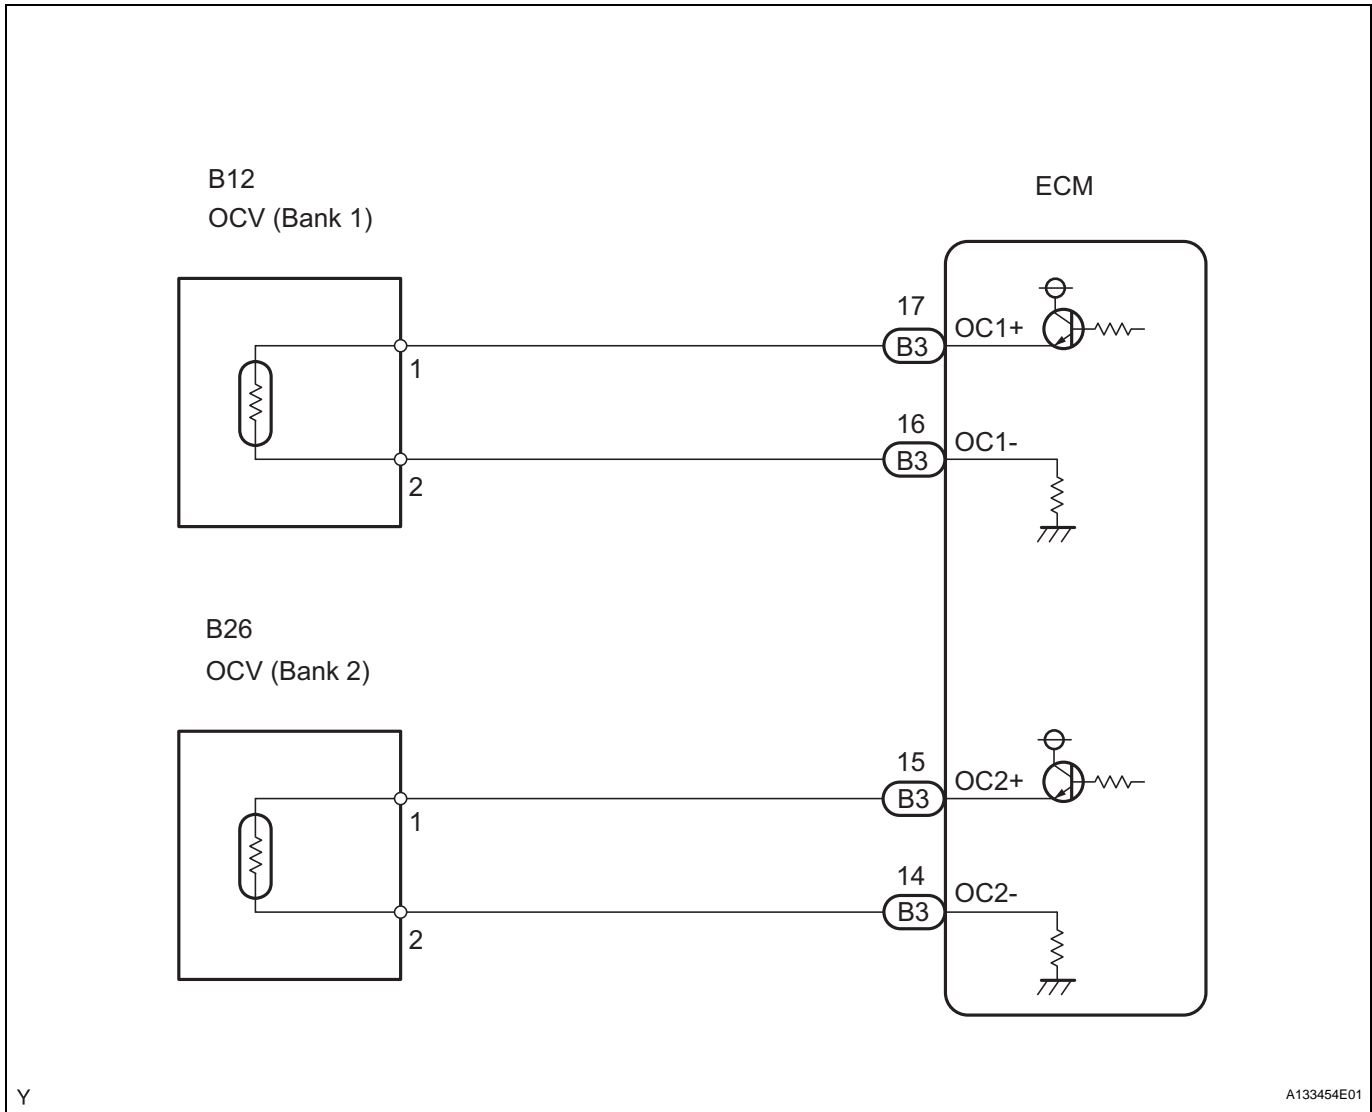 B12
OCV (Bank 1)
ECM
17
B3
OC1+
1
16
B3
OC1-
2
B26
OCV (Bank 2)
15
B3
OC2+
1
14
B3
OC2-
2
Y
A133454E01